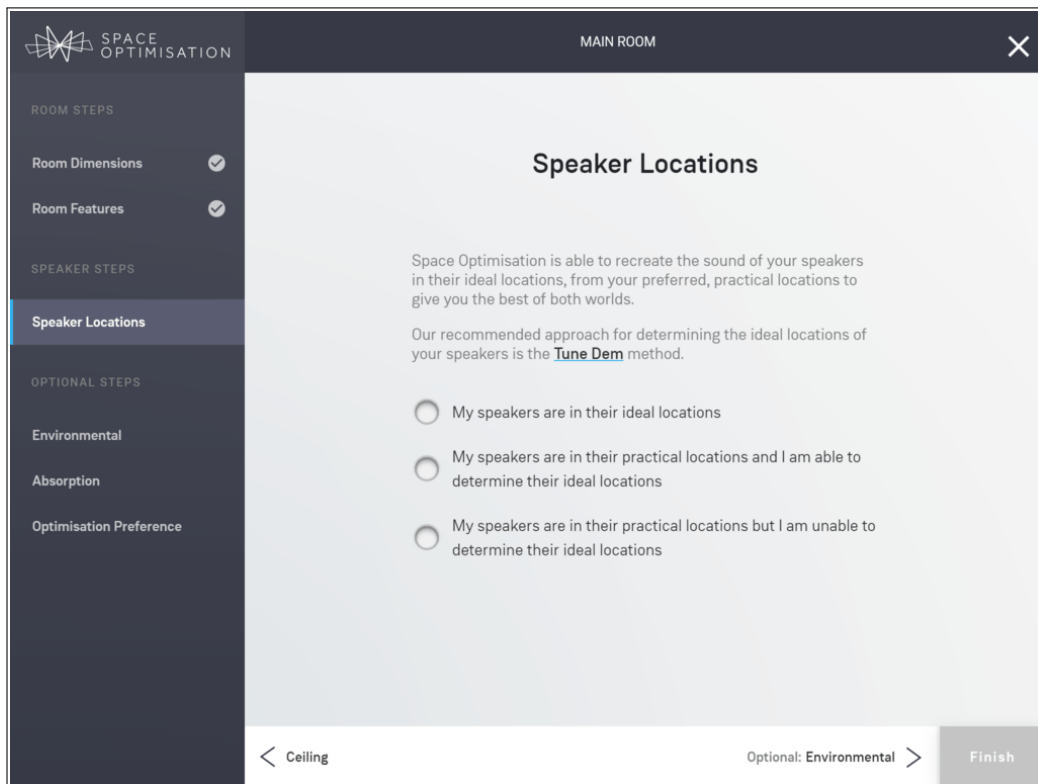 SPACE
OPTIMISATION
MAIN ROOM
ROOM STEPS
Room Dimensions
Room Features
SPEAKER STEPS
Speaker Locations
OPTIONAL STEPS
Environmental
Absorption
Optimisation Preference
Speaker Locations
Space Optimisation is able to recreate the sound of your speakers
in their ideal locations, from your preferred, practical locations to
give you the best of both worlds.
Our recommended approach for determining the ideal locations of
your speakers is the Tune Dem method.
My speakers are in their ideal locations
My speakers are in their practical locations and I am able to
determine their ideal locations
My speakers are in their practical locations but I am unable to
determine their ideal locations
Ceiling
Optional: Environmental
Finish